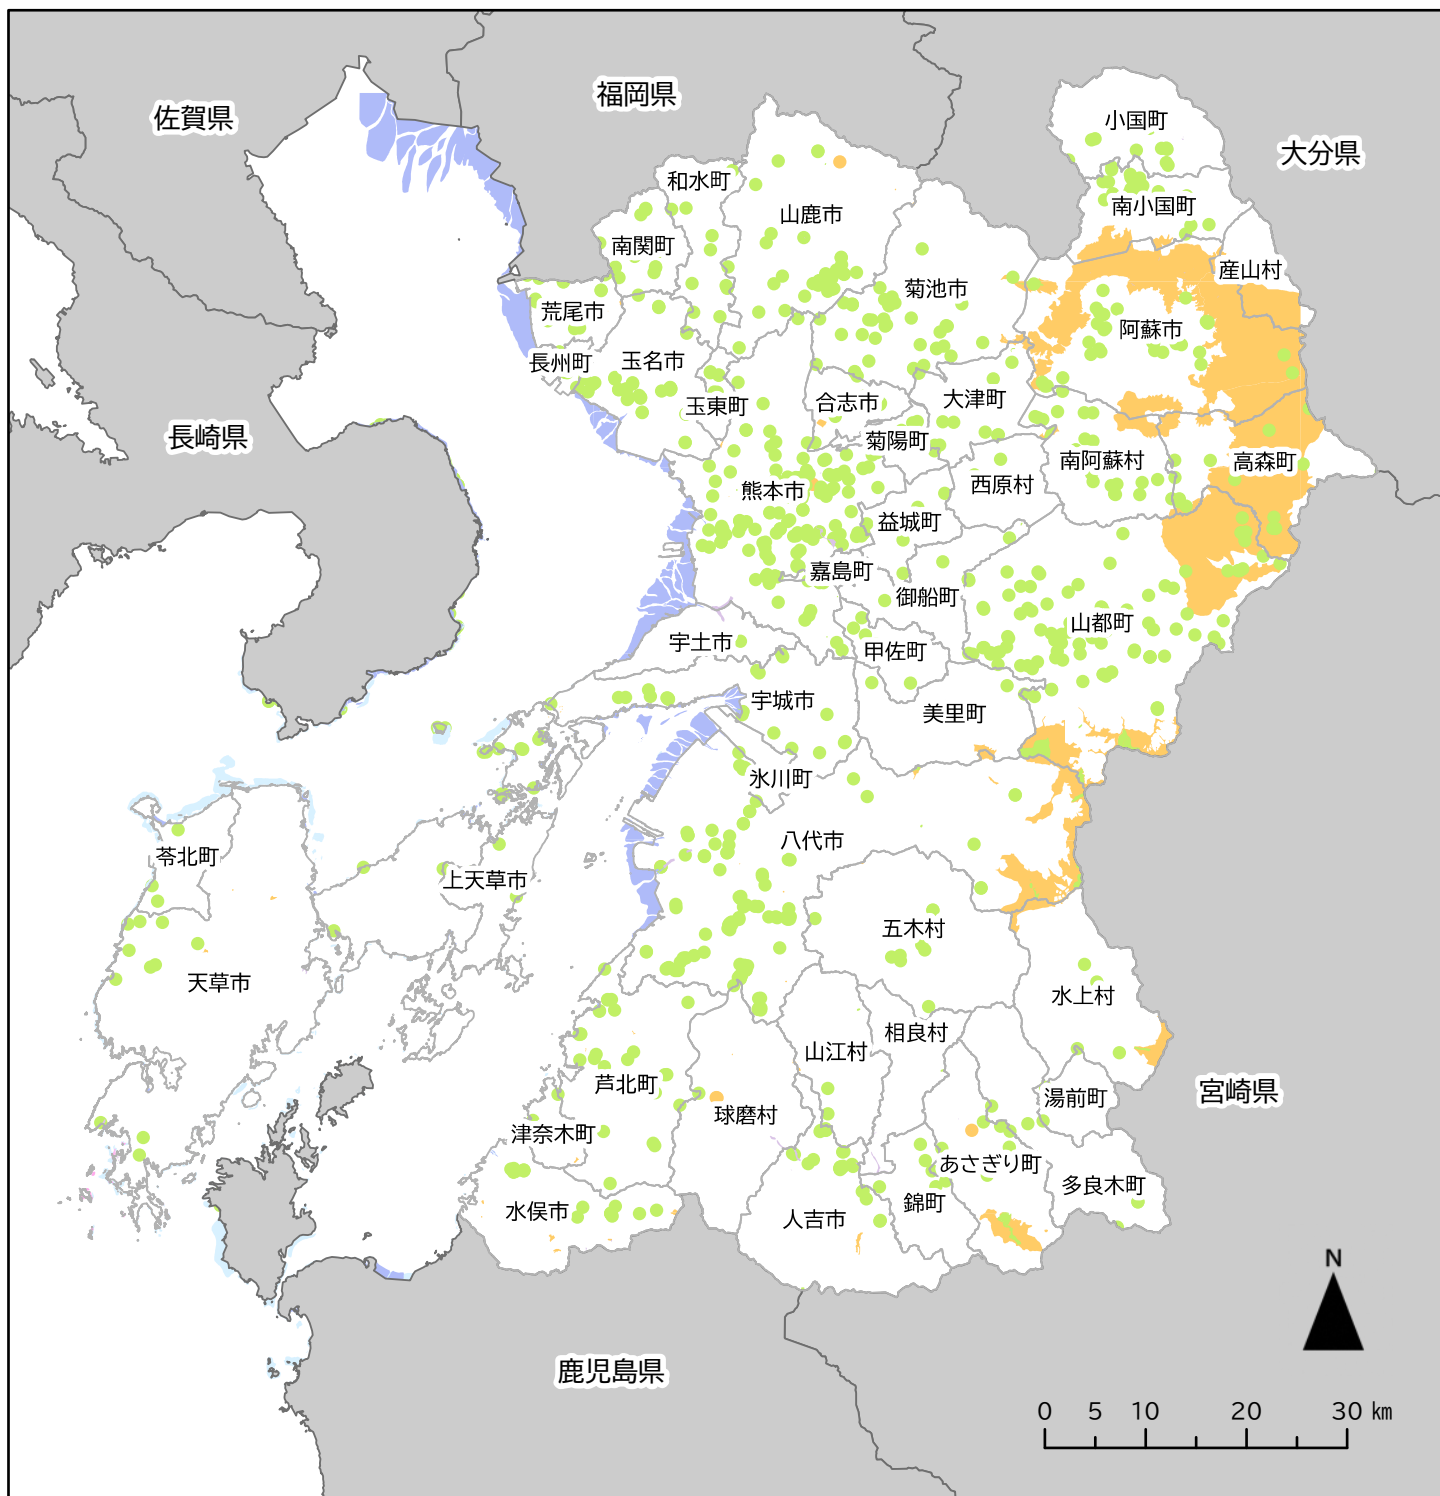 福岡県
佐賀県
小国町
大分県
和水町
南小国町
山鹿市
南関町
産山村
菊池市
荒尾市
阿蘇市
長州町
玉名市
大津町
合志市
玉東町
長崎県
菊陽町
南阿蘇村
高森町
西原村
熊本市
益城町
嘉島町
御船町
山都町
宇土市
甲佐町
宇城市
美里町
氷川町
八代市
苓北町
上天草市
五木村
天草市
水上村
相良村
山江村
芦北町
宮崎県
湯前町
球磨村
津奈木町
あさぎり町
多良木町
錦町
水俣市
人吉市
N
鹿児島県
0 5 10 20 30 km